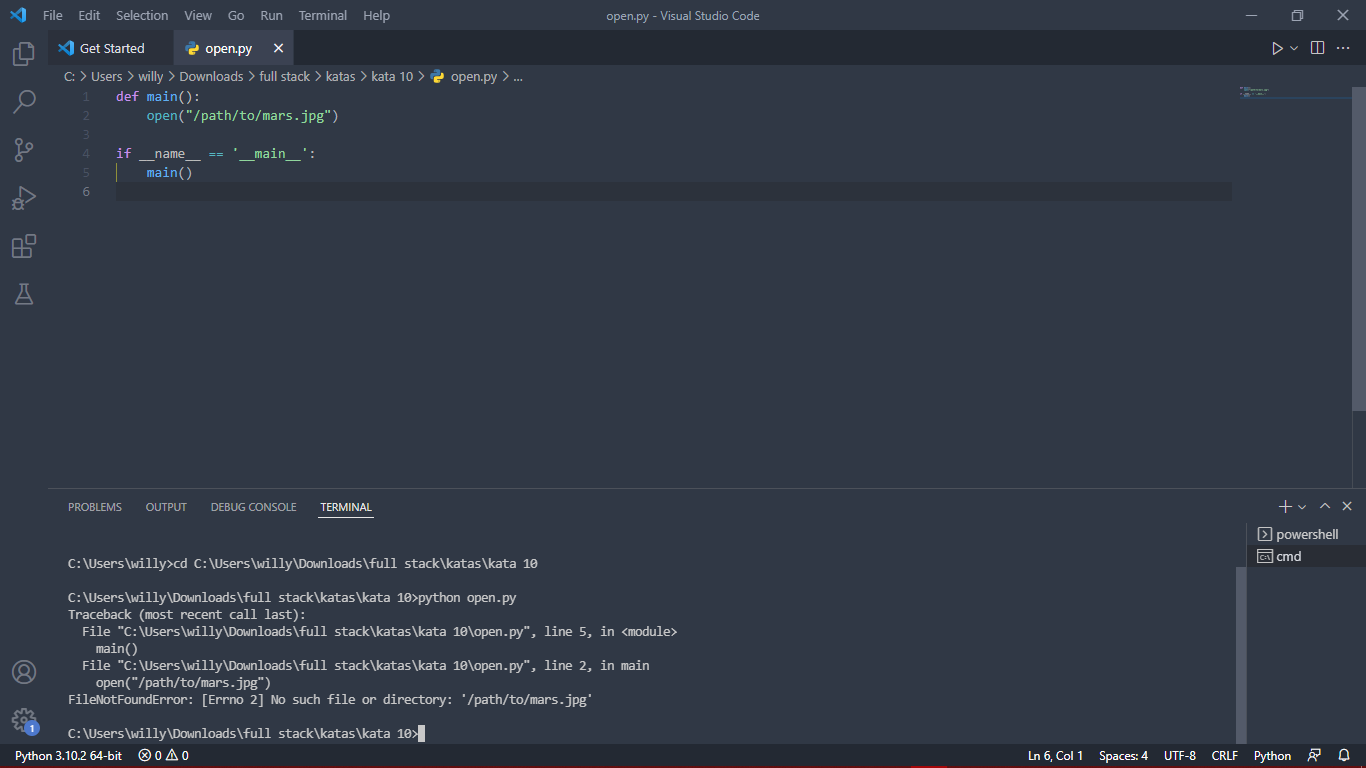 File Edit Selection View Go Run Terminal Help open.py - Visual Studio Code
Get Started open.py
C: > Users > willy > Downloads > full stack > katas > kata 10 > open.py > ...
1 def main():
2 open("/path/to/mars.jpg")
3
4 if __name__ == '__main__':
5 main()
6
PROBLEMS OUTPUT DEBUG CONSOLE TERMINAL
powershell
cmd
C:\Users\willy>cd C:\Users\willy\Downloads\full stack\katas\kata 10
C:\Users\willy\Downloads\full stack\katas\kata 10>python open.py
Traceback (most recent call last):
File "C:\Users\willy\Downloads\full stack\katas\kata 10\open.py", line 5, in <module>
main()
File "C:\Users\willy\Downloads\full stack\katas\kata 10\open.py", line 2, in main
open("/path/to/mars.jpg")
FileNotFoundError: [Errno 2] No such file or directory: '/path/to/mars.jpg'
C:\Users\willy\Downloads\full stack\katas\kata 10>
1
Python 3.10.2 64-bit 0 0 Ln 6, Col 1 Spaces: 4 UTF-8 CRLF Python